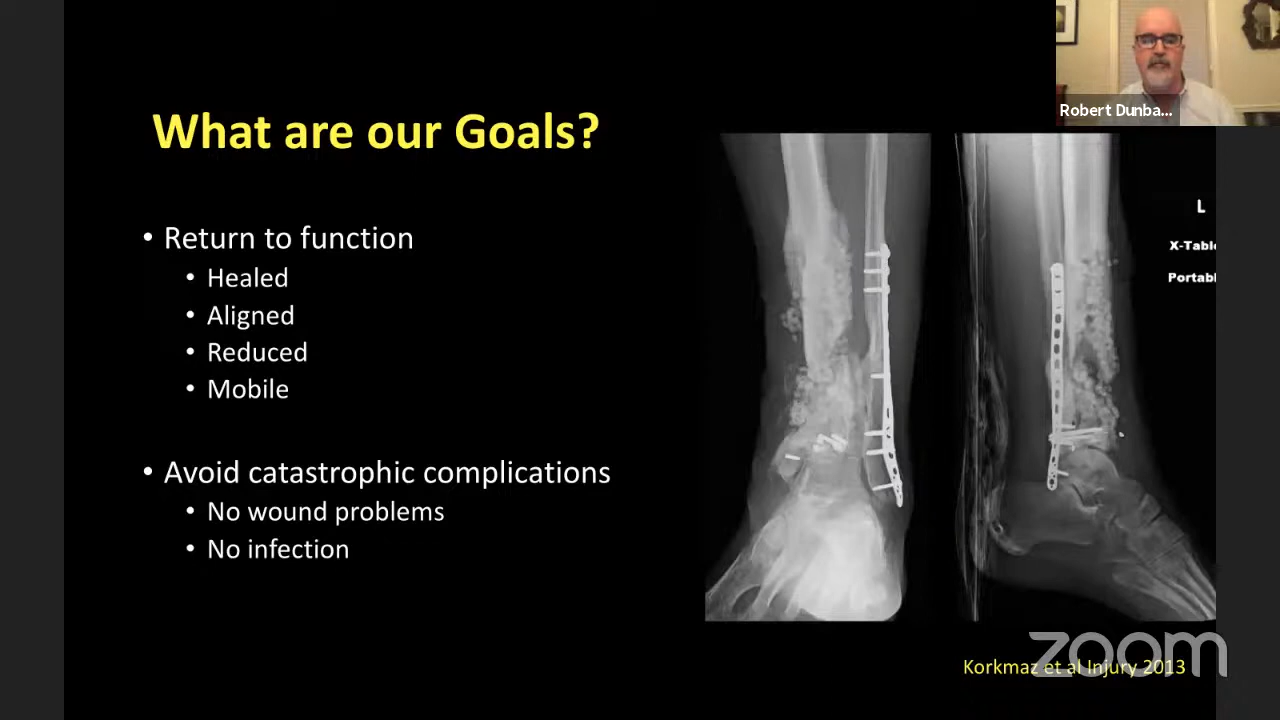 Robert Dunba...
What are our Goals?
• Return to function
• Healed
• Aligned
• Reduced
• Mobile
• Avoid catastrophic complications
• No wound problems
• No infection
L
X-Table
Portabl
zoom
Korkmaz et al Injury 2013